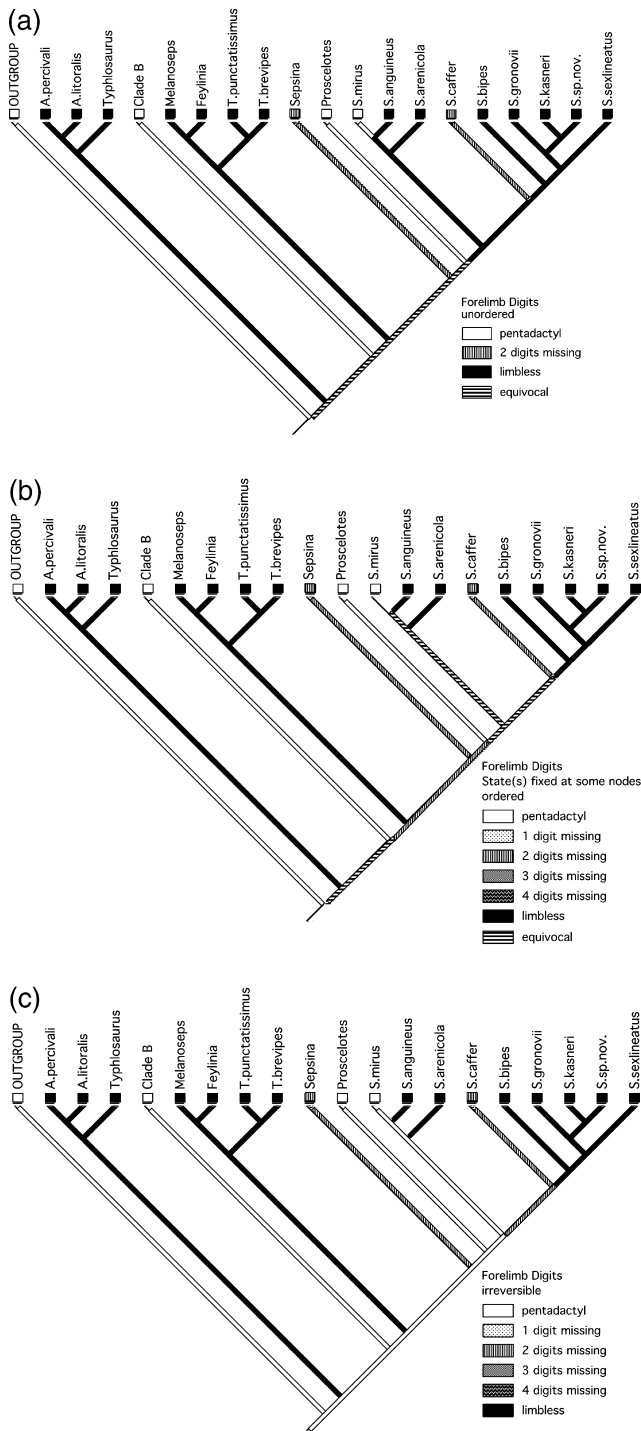 (a)
OUTGROUP
A.percivali
A.litoralis
Typhlosaurus
Clade B
Melanoseps
Feylinia
T.punctatissimus
T.brevipes
Sepsina
Proscelotes
S.mirus
S.anguineus
S.arenicola
S.caffer
S.bipes
S.gronovii
S.kasneri
S.sp.nov.
S.sexlineatus
Forelimb Digits
unordered
pentadactyl
2 digits missing
limbless
equivocal
(b)
OUTGROUP
A.percivali
A.litoralis
Typhlosaurus
Clade B
Melanoseps
Feylinia
T.punctatissimus
T.brevipes
Sepsina
Proscelotes
S.mirus
S.anguineus
S.arenicola
S.caffer
S.bipes
S.gronovii
S.kasneri
S.sp.nov.
S.sexlineatus
Forelimb Digits
State(s) fixed at some nodes
ordered
pentadactyl
1 digit missing
2 digits missing
3 digits missing
4 digits missing
limbless
equivocal
(c)
OUTGROUP
A.percivali
A.litoralis
Typhlosaurus
Clade B
Melanoseps
Feylinia
T.punctatissimus
T.brevipes
Sepsina
Proscelotes
S.mirus
S.anguineus
S.arenicola
S.caffer
S.bipes
S.gronovii
S.kasneri
S.sp.nov.
S.sexlineatus
Forelimb Digits
irreversible
pentadactyl
1 digit missing
2 digits missing
3 digits missing
4 digits missing
limbless